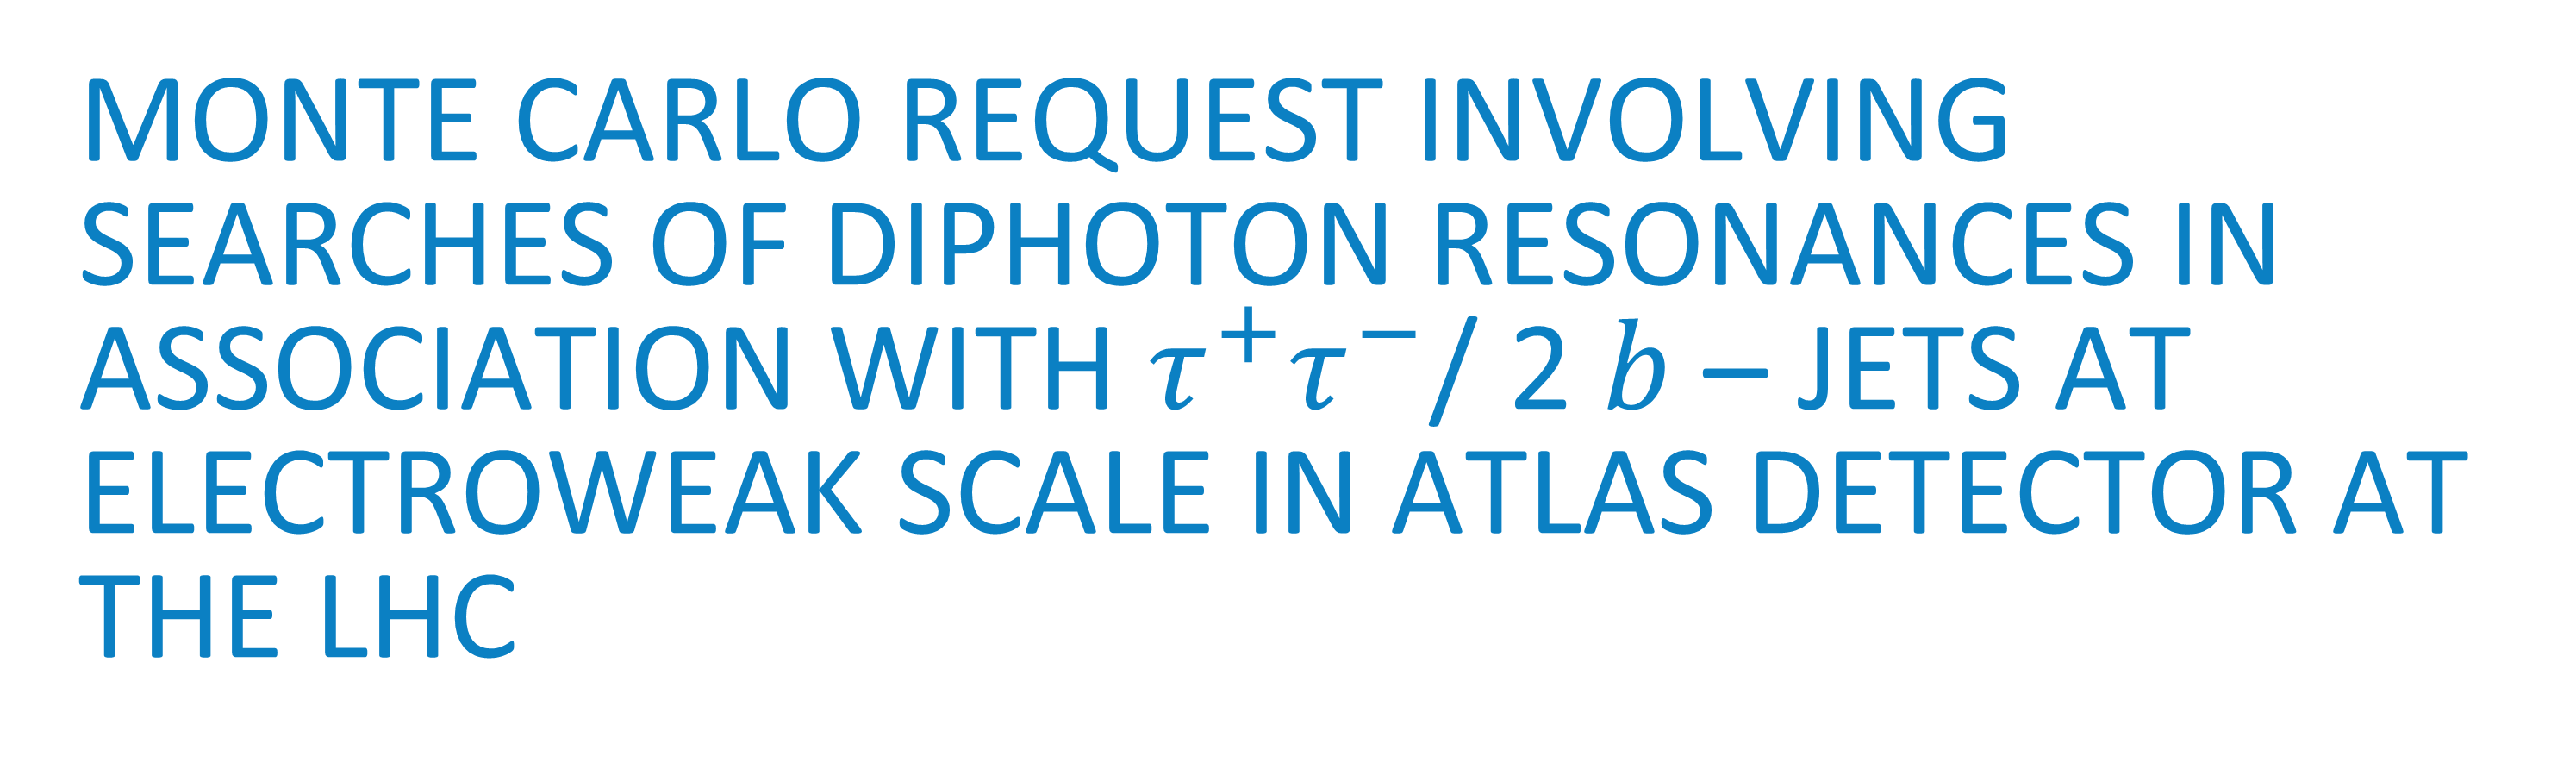 MONTE CARLO REQUEST INVOLVING
SEARCHES OF DIPHOTON RESONANCES IN
ASSOCIATION WITH τ⁺τ⁻/ 2 b – JETS AT
ELECTROWEAK SCALE IN ATLAS DETECTOR AT
THE LHC